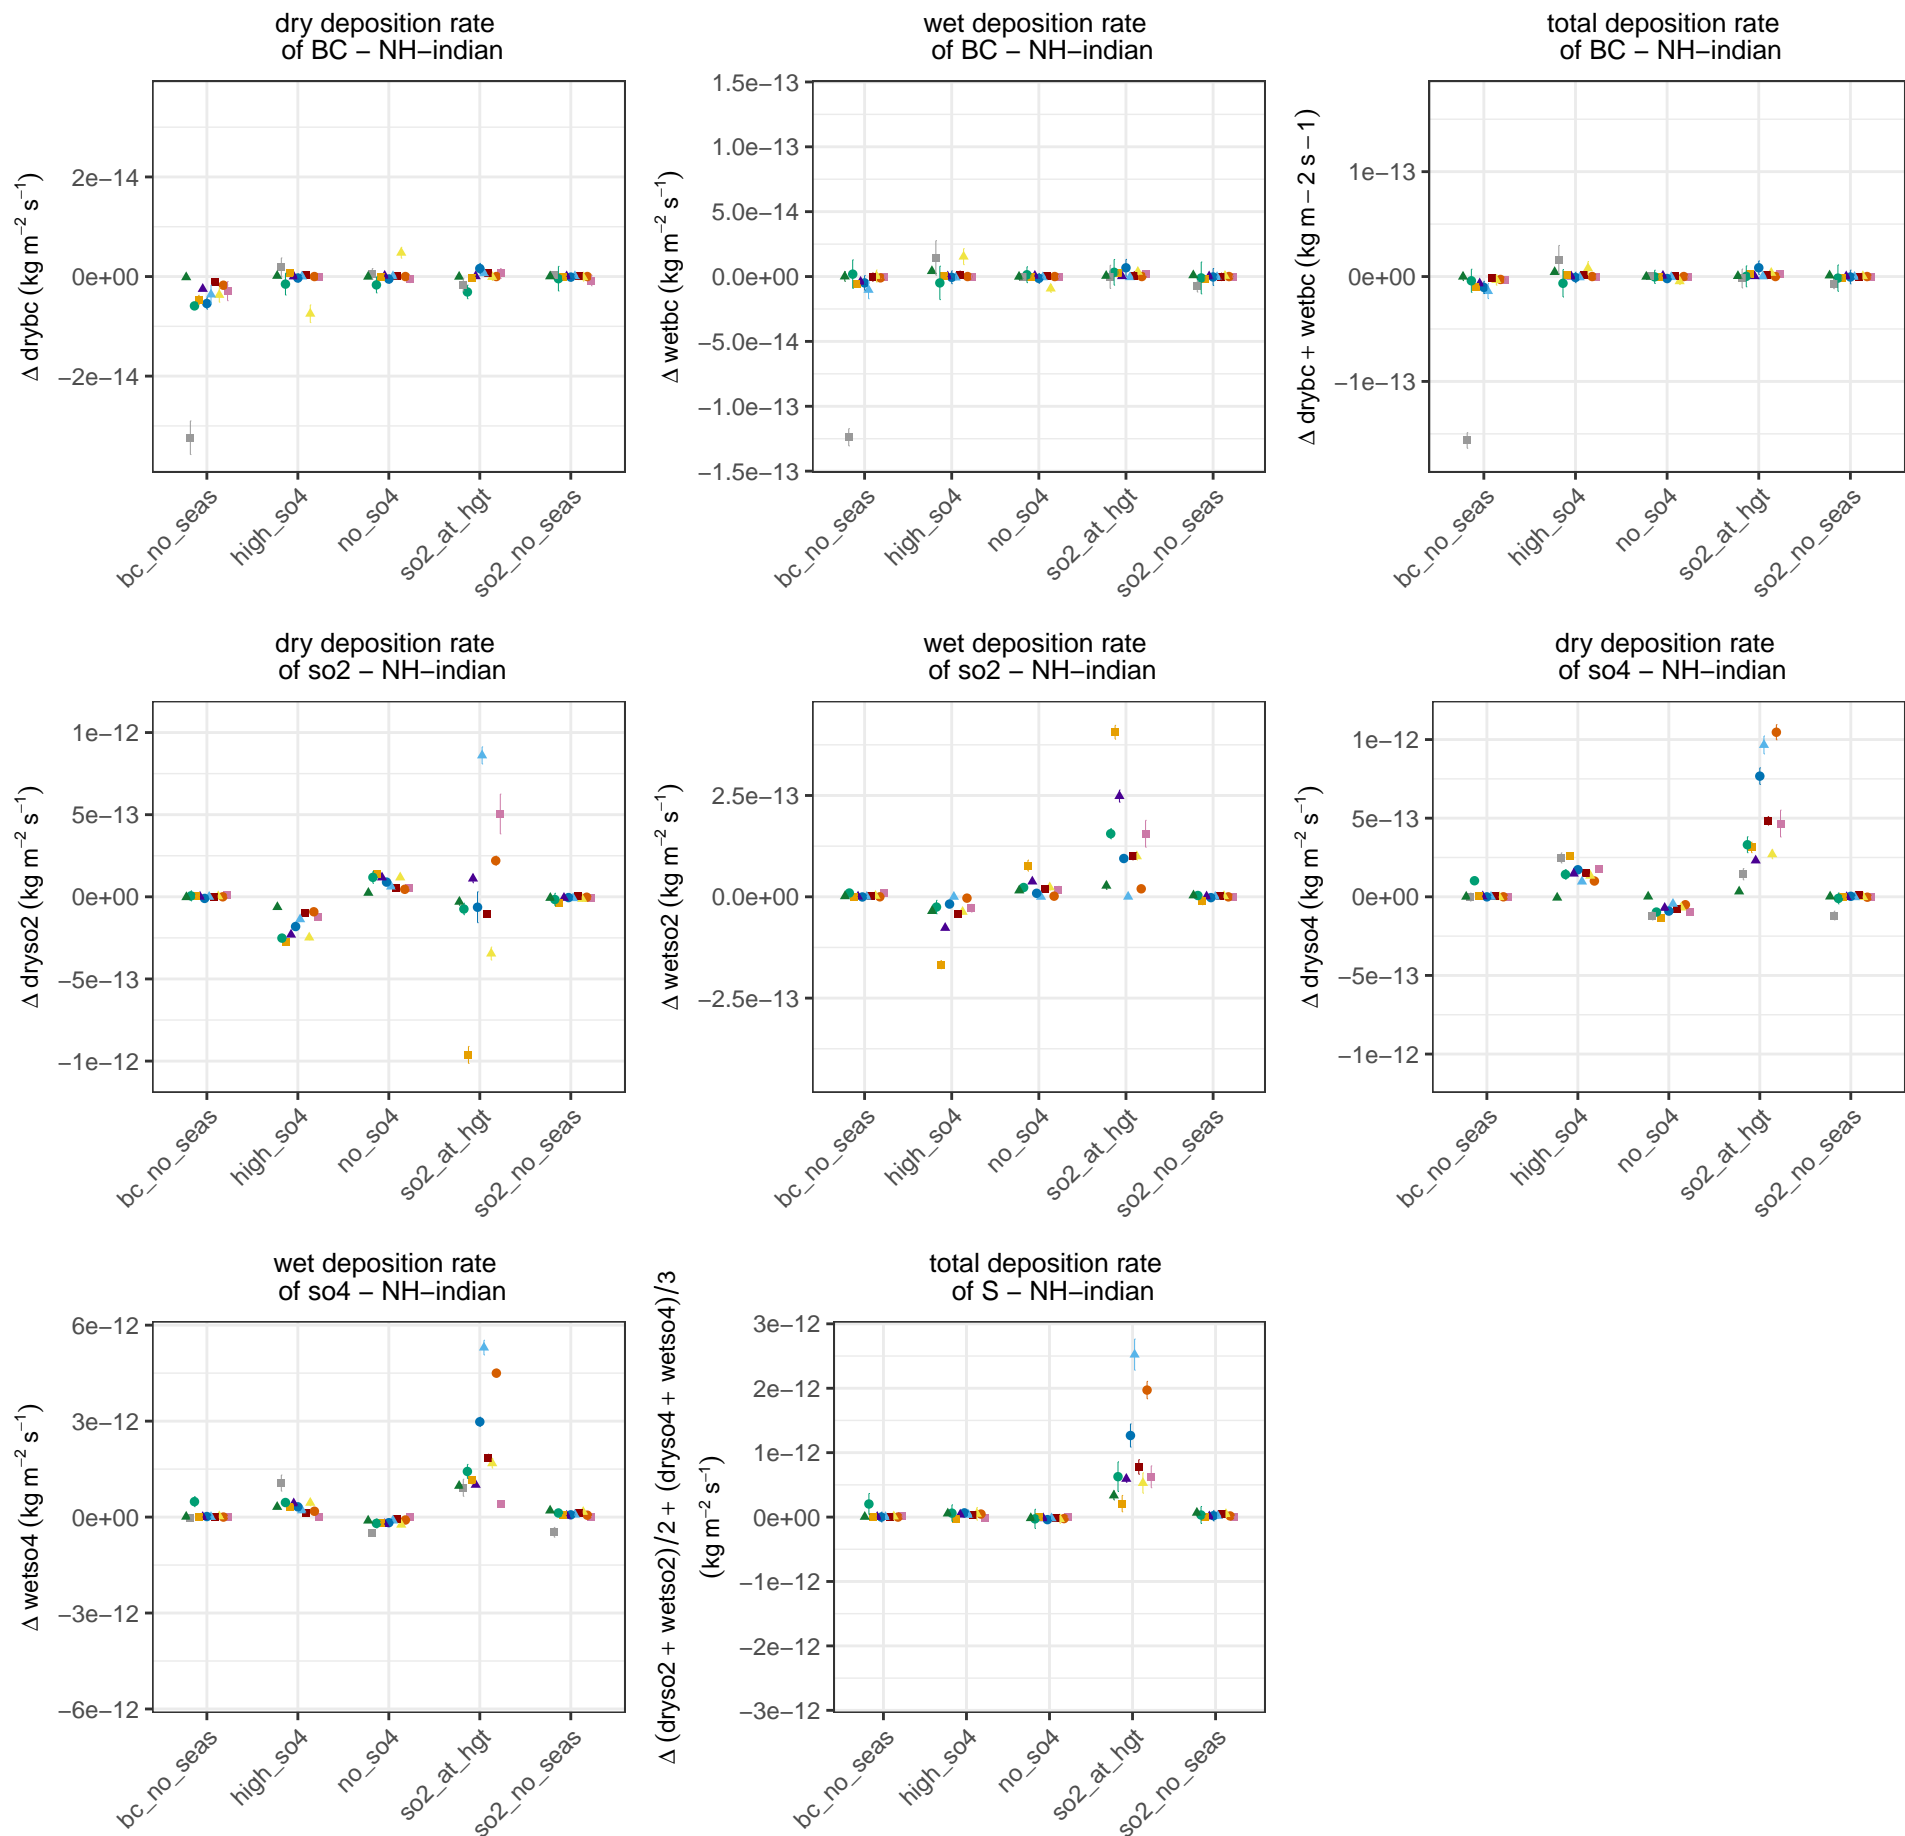 dry deposition rate
of BC − NH−indian
Δ drybc (kg m−2 s−1)
2e−14
0e+00
−2e−14
bc_no_seas
high_so4
no_so4
so2_at_hgt
so2_no_seas
wet deposition rate
of BC − NH−indian
Δ wetbc (kg m−2 s−1)
1.5e−13
1.0e−13
5.0e−14
0.0e+00
−5.0e−14
−1.0e−13
−1.5e−13
bc_no_seas
high_so4
no_so4
so2_at_hgt
so2_no_seas
total deposition rate
of BC − NH−indian
Δ drybc + wetbc (kg m − 2 s − 1)
1e−13
0e+00
−1e−13
bc_no_seas
high_so4
no_so4
so2_at_hgt
so2_no_seas
dry deposition rate
of so2 − NH−indian
Δ dryso2 (kg m−2 s−1)
1e−12
5e−13
0e+00
−5e−13
−1e−12
bc_no_seas
high_so4
no_so4
so2_at_hgt
so2_no_seas
wet deposition rate
of so2 − NH−indian
Δ wetso2 (kg m−2 s−1)
2.5e−13
0.0e+00
−2.5e−13
bc_no_seas
high_so4
no_so4
so2_at_hgt
so2_no_seas
dry deposition rate
of so4 − NH−indian
Δ dryso4 (kg m−2 s−1)
1e−12
5e−13
0e+00
−5e−13
−1e−12
bc_no_seas
high_so4
no_so4
so2_at_hgt
so2_no_seas
wet deposition rate
of so4 − NH−indian
Δ wetso4 (kg m−2 s−1)
6e−12
3e−12
0e+00
−3e−12
−6e−12
bc_no_seas
high_so4
no_so4
so2_at_hgt
so2_no_seas
total deposition rate
of S − NH−indian
Δ (dryso2 + wetso2)/2 + (dryso4 + wetso4)/3
(kg m−2 s−1)
3e−12
2e−12
1e−12
0e+00
−1e−12
−2e−12
−3e−12
bc_no_seas
high_so4
no_so4
so2_at_hgt
so2_no_seas